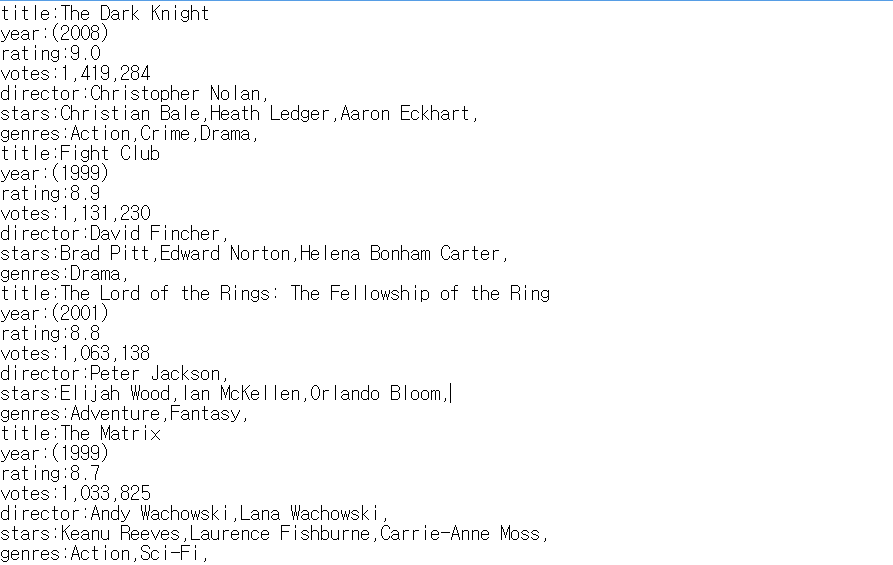 title:The Dark Knight
year:(2008)
rating:9.0
votes:1,419,284
director:Christopher Nolan,
stars:Christian Bale,Heath Ledger,Aaron Eckhart,
genres:Action,Crime,Drama,
title:Fight Club
year:(1999)
rating:8.9
votes:1,131,230
director:David Fincher,
stars:Brad Pitt,Edward Norton,Helena Bonham Carter,
genres:Drama,
title:The Lord of the Rings: The Fellowship of the Ring
year:(2001)
rating:8.8
votes:1,063,138
director:Peter Jackson,
stars:Elijah Wood,Ian McKellen,Orlando Bloom,
genres:Adventure,Fantasy,
title:The Matrix
year:(1999)
rating:8.7
votes:1,033,825
director:Andy Wachowski,Lana Wachowski,
stars:Keanu Reeves,Laurence Fishburne,Carrie-Anne Moss,
genres:Action,Sci-Fi,